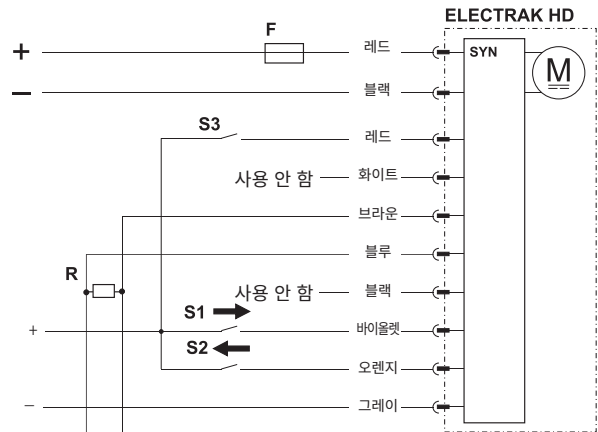 ELECTRAK HD
F
+ 레드 SYN
M
− 블랙
S3 레드
사용 안 함 화이트
브라운
블루
R
사용 안 함 블랙
S1
+ 바이올렛
S2
오렌지
− 그레이